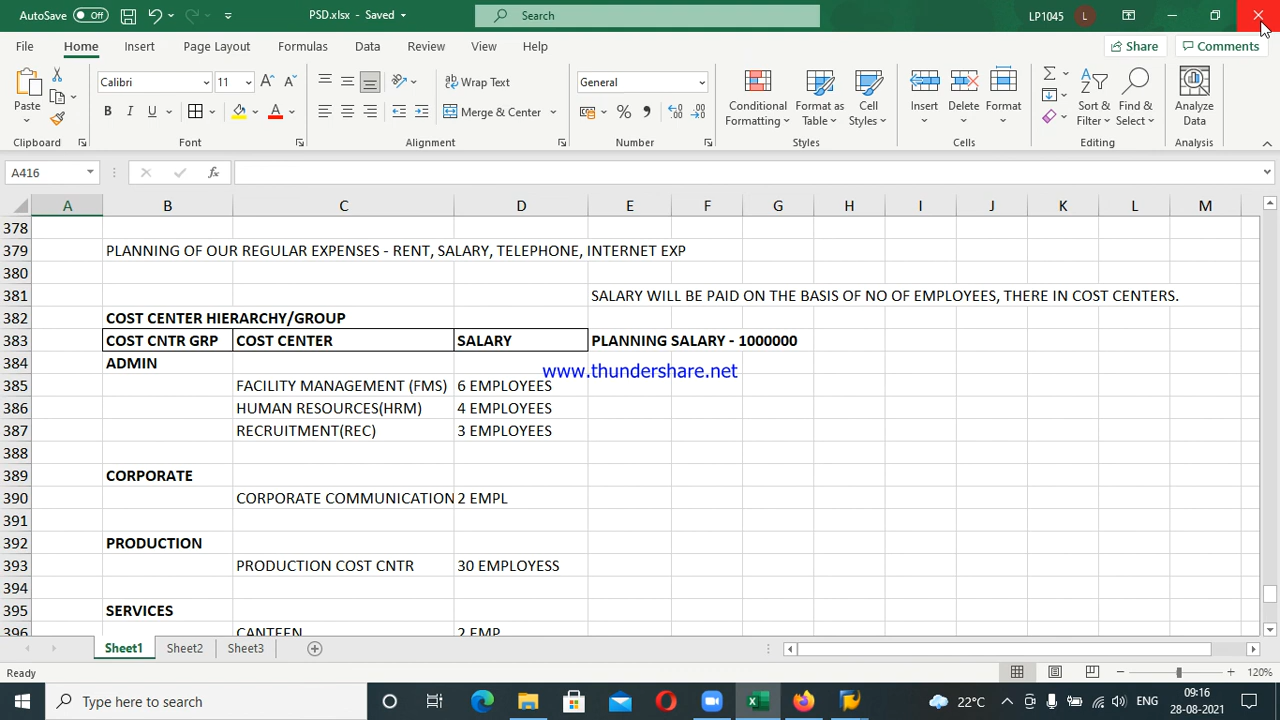 AutoSave Off PSD.xlsx - Saved Search LP1045 L
File Home Insert Page Layout Formulas Data Review View Help Share Comments
Paste Calibri 11 Wrap Text General Conditional Formatting Format as Table Cell Styles Insert Delete Format Sort & Filter Find & Select Analyze Data
B I U A Merge & Center % ,
Clipboard Font Alignment Number Styles Cells Editing Analysis
A416 fx
A B C D E F G H I J K L M
378
379 PLANNING OF OUR REGULAR EXPENSES - RENT, SALARY, TELEPHONE, INTERNET EXP
380
381 SALARY WILL BE PAID ON THE BASIS OF NO OF EMPLOYEES, THERE IN COST CENTERS.
382 COST CENTER HIERARCHY/GROUP
383 COST CNTR GRP COST CENTER SALARY PLANNING SALARY - 1000000
384 ADMIN
www.thundershare.net
385 FACILITY MANAGEMENT (FMS) 6 EMPLOYEES
386 HUMAN RESOURCES(HRM) 4 EMPLOYEES
387 RECRUITMENT(REC) 3 EMPLOYEES
388
389 CORPORATE
390 CORPORATE COMMUNICATION 2 EMPL
391
392 PRODUCTION
393 PRODUCTION COST CNTR 30 EMPLOYESS
394
395 SERVICES
396 CANTEEN 2 EMP
Sheet1 Sheet2 Sheet3
Ready 120%
Type here to search 22°C ENG 09:16
28-08-2021